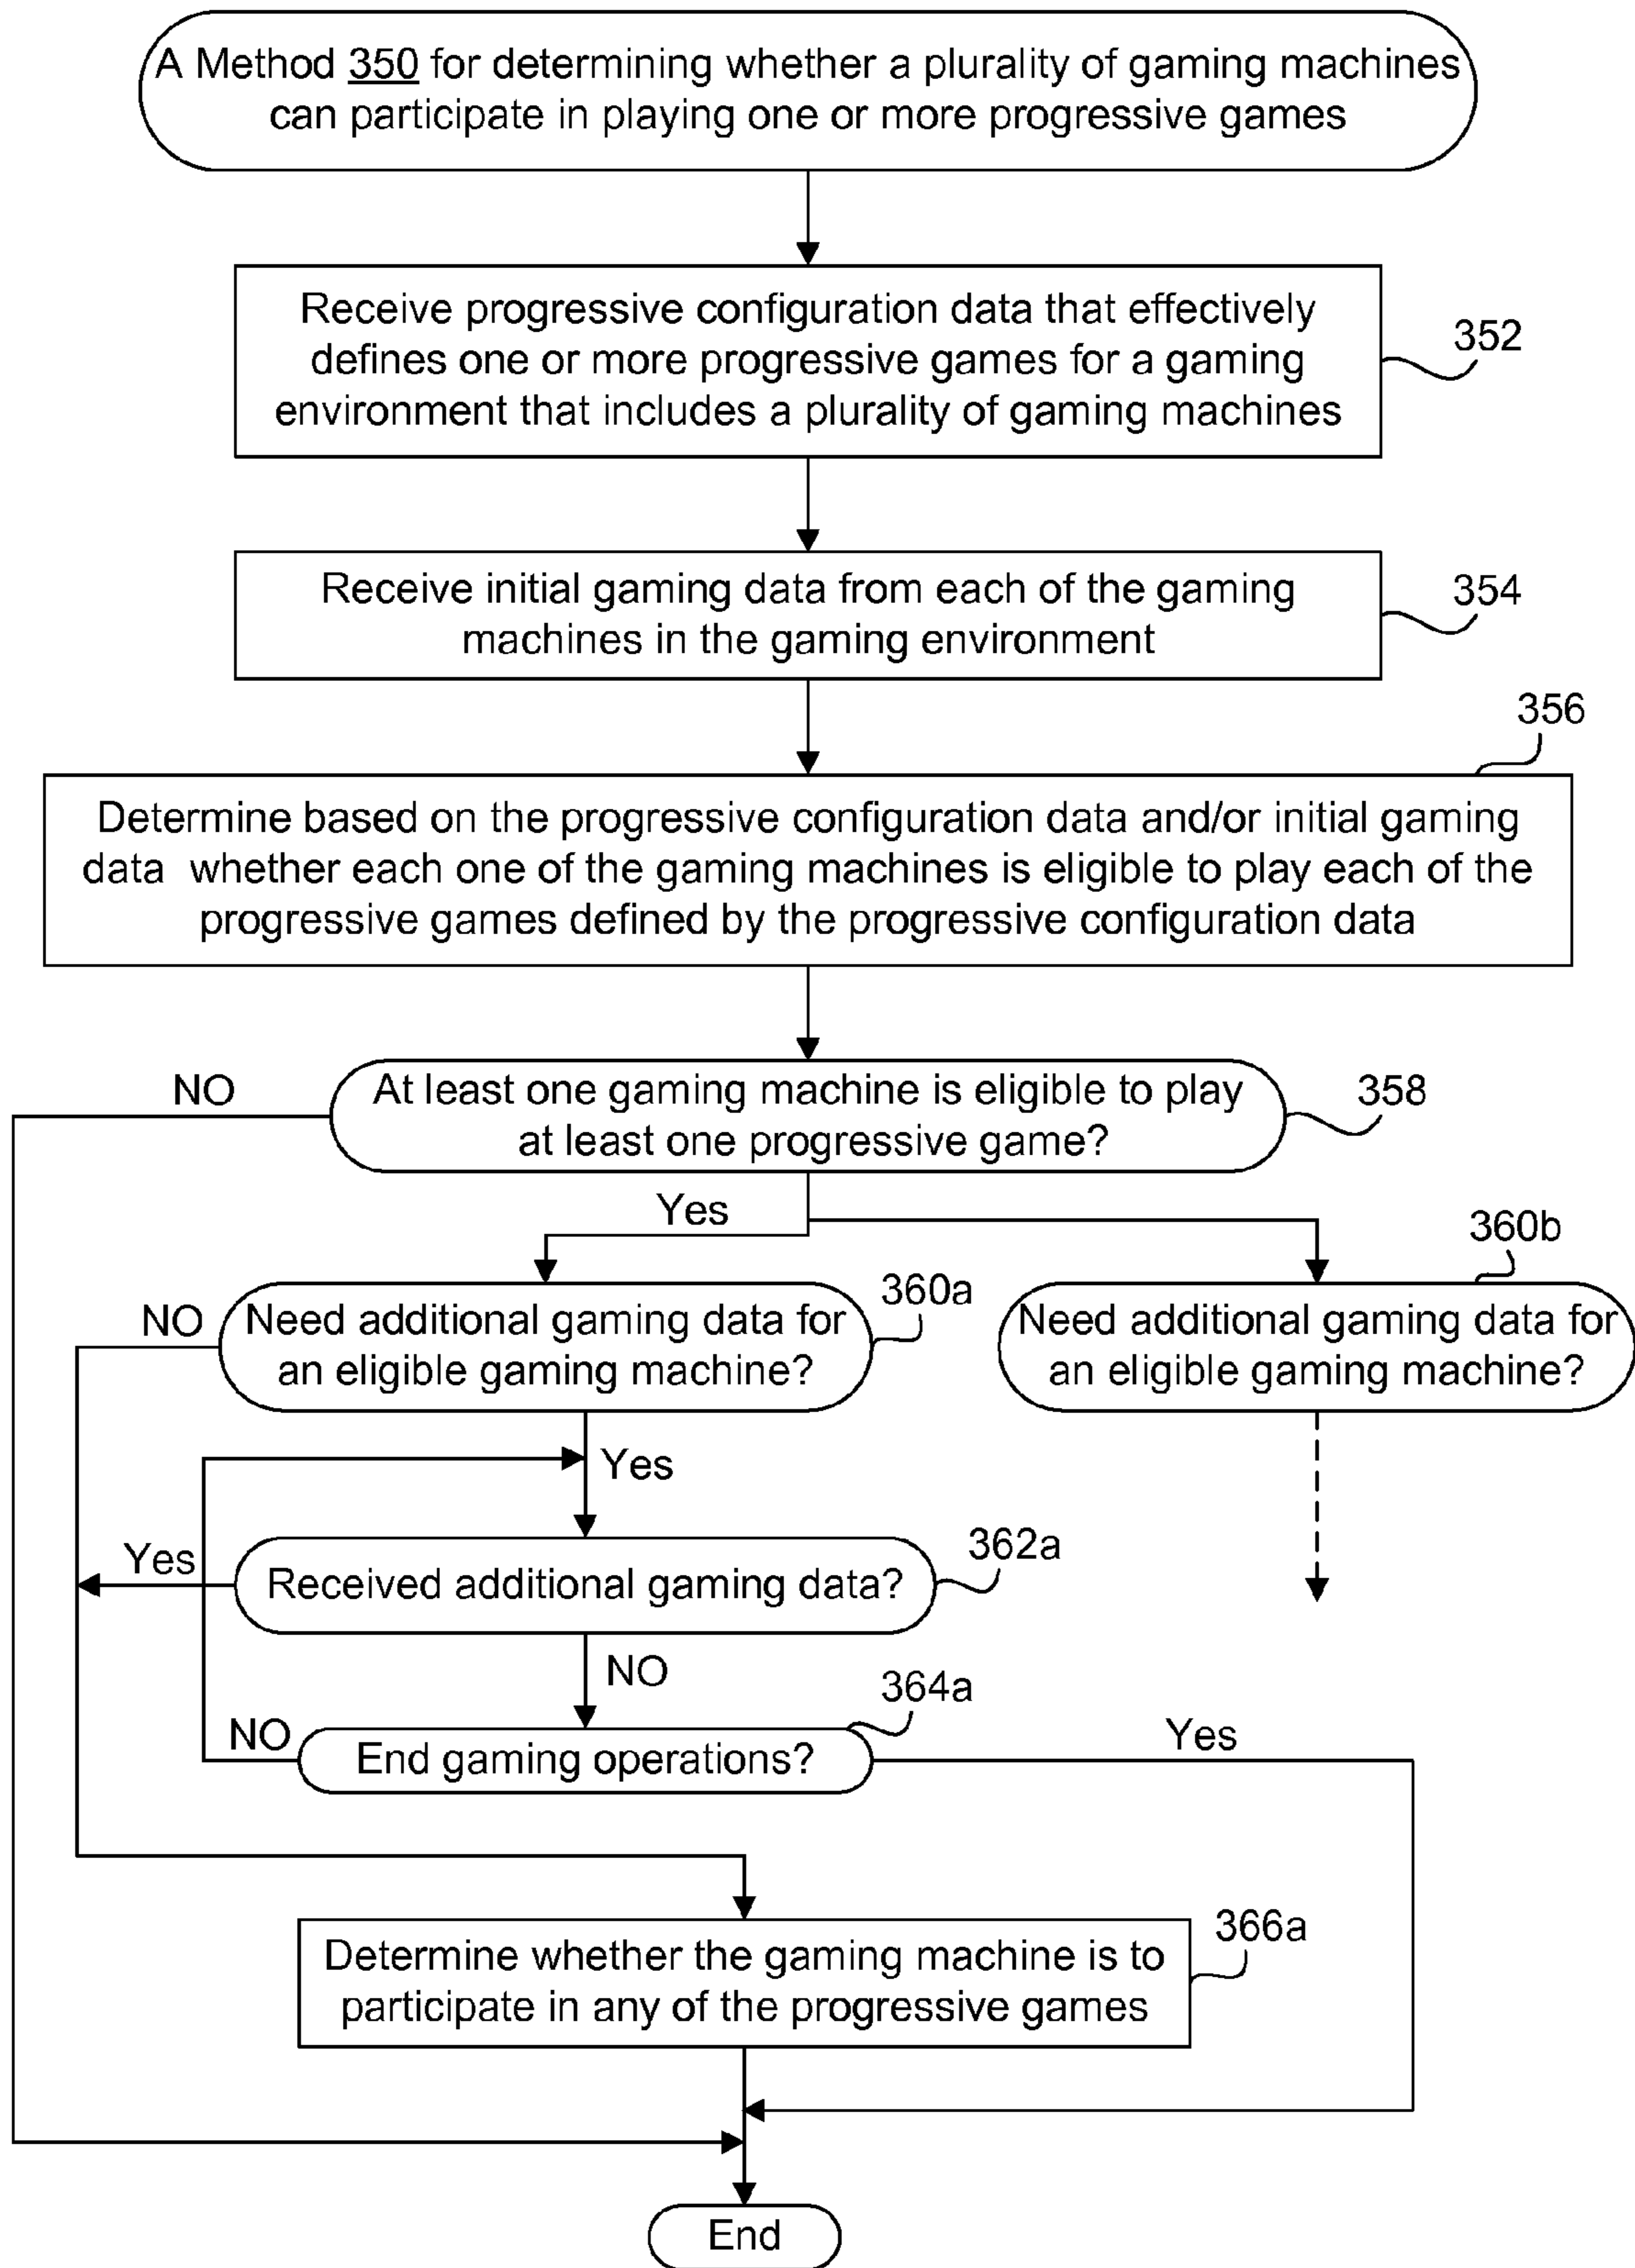 A Method 350 for determining whether a plurality of gaming machines
can participate in playing one or more progressive games
Receive progressive configuration data that effectively
defines one or more progressive games for a gaming
environment that includes a plurality of gaming machines
352
Receive initial gaming data from each of the gaming
machines in the gaming environment
354
356
Determine based on the progressive configuration data and/or initial gaming
data whether each one of the gaming machines is eligible to play each of the
progressive games defined by the progressive configuration data
NO
At least one gaming machine is eligible to play
at least one progressive game?
358
Yes
360b
360a
NO
Need additional gaming data for
an eligible gaming machine?
Need additional gaming data for
an eligible gaming machine?
Yes
362a
Yes
Received additional gaming data?
NO
364a
NO
End gaming operations?
Yes
366a
Determine whether the gaming machine is to
participate in any of the progressive games
End